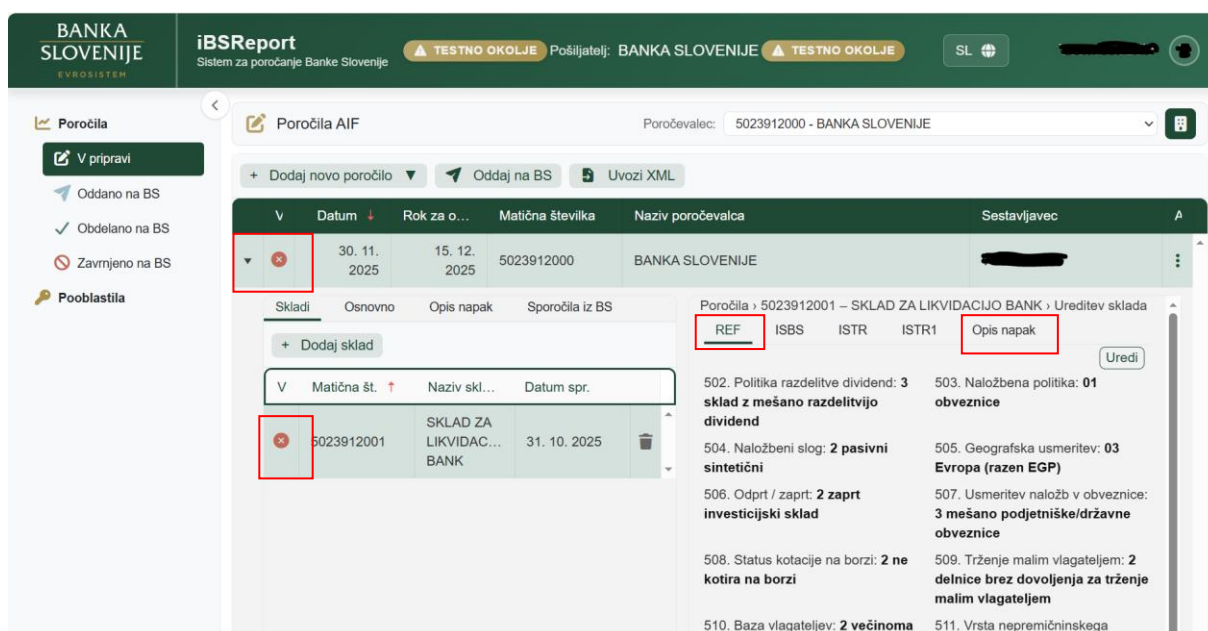 BANKA
SLOVENIJE
EVROSISTEM
iBSReport
Sistem za poročanje Banke Slovenije
TESTNO OKOLJE Pošiljatelj: BANKA SLOVENIJE TESTNO OKOLJE
SL
Poročila
V pripravi
Oddano na BS
Obdelano na BS
Zavrnjeno na BS
Pooblastila
Poročila AIF
Poročevalec: 5023912000 - BANKA SLOVENIJE
+ Dodaj novo poročilo ▼ Oddaj na BS Uvozi XML
V Datum ↓ Rok za o... Matična številka Naziv poročevalca Sestavljavec A
30. 11. 2025 15. 12. 2025 5023912000 BANKA SLOVENIJE
Skladi Osnovno Opis napak Sporočila iz BS
+ Dodaj sklad
V Matična št. ↑ Naziv skl... Datum spr.
5023912001 SKLAD ZA LIKVIDAC... BANK 31. 10. 2025
Poročila › 5023912001 – SKLAD ZA LIKVIDACIJO BANK › Ureditev sklada
REF ISBS ISTR ISTR1 Opis napak
Uredi
502. Politika razdelitve dividend: 3
sklad z mešano razdelitvijo
dividend
503. Naložbena politika: 01
obveznice
504. Naložbeni slog: 2 pasivni
sintetični
505. Geografska usmeritev: 03
Evropa (razen EGP)
506. Odprt / zaprt: 2 zaprt
investicijski sklad
507. Usmeritev naložb v obveznice:
3 mešano podjetniške/državne
obveznice
508. Status kotacije na borzi: 2 ne
kotira na borzi
509. Trženje malim vlagateljem: 2
delnice brez dovoljenja za trženje
malim vlagateljem
510. Baza vlagateljev: 2 večinoma
511. Vrsta nepremičninskega